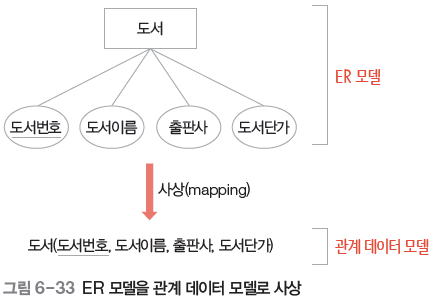 도서
ER 모델
도서번호
도서이름
출판사
도서단가
사상(mapping)
도서(도서번호, 도서이름, 출판사, 도서단가)
관계 데이터 모델
그림 6-33 ER 모델을 관계 데이터 모델로 사상